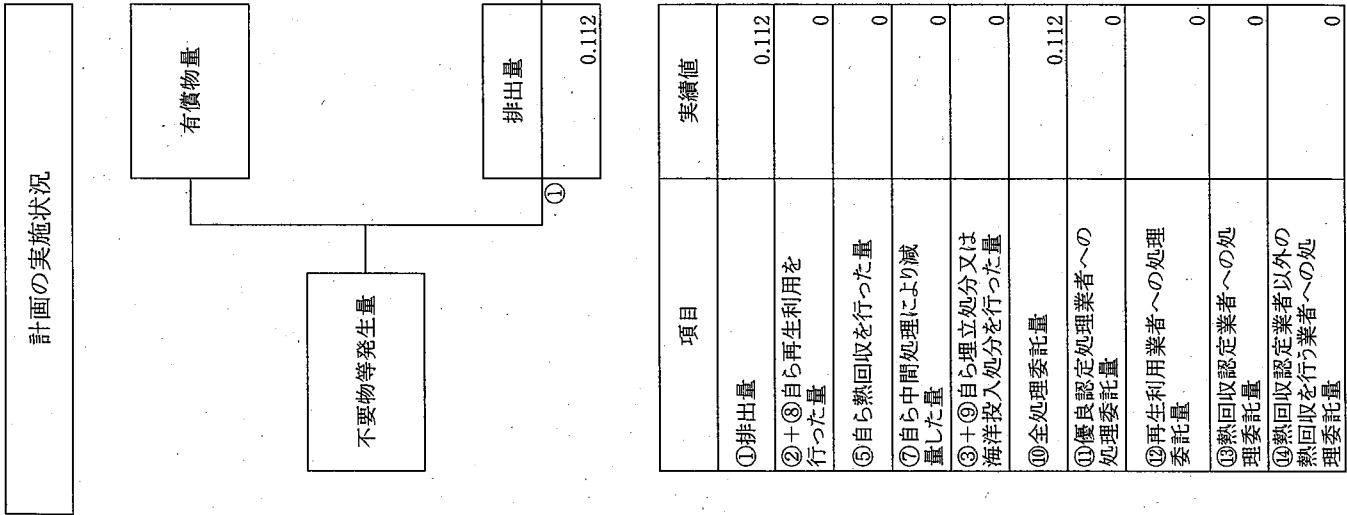 計画の実施状況
有償物量
不要物等発生量
排出量
①
0.112
項目
実績値
①排出量
0.112
②+⑧自ら再生利用を
行った量
0
⑤自ら熱回収を行った量
0
⑦自ら中間処理により減
量した量
0
③+⑨自ら埋立処分又は
海洋投入処分を行った量
0
⑩全処理委託量
0.112
⑪優良認定処理業者への
処理委託量
0
⑫再生利用業者への処理
委託量
0
⑬熱回収認定業者への処
理委託量
0
⑭熱回収認定業者以外の
熱回収を行う業者への処
理委託量
0